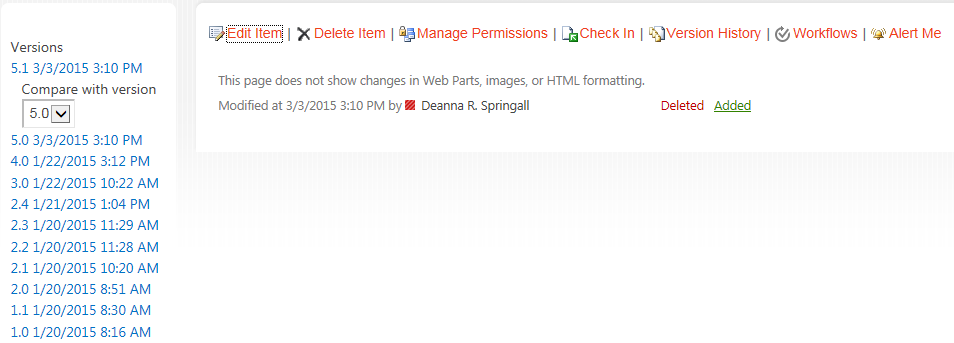 Versions
5.1 3/3/2015 3:10 PM
Compare with version
5.0
5.0 3/3/2015 3:10 PM
4.0 1/22/2015 3:12 PM
3.0 1/22/2015 10:22 AM
2.4 1/21/2015 1:04 PM
2.3 1/20/2015 11:29 AM
2.2 1/20/2015 11:28 AM
2.1 1/20/2015 10:20 AM
2.0 1/20/2015 8:51 AM
1.1 1/20/2015 8:30 AM
1.0 1/20/2015 8:16 AM
Edit Item | Delete Item | Manage Permissions | Check In | Version History | Workflows | Alert Me
This page does not show changes in Web Parts, images, or HTML formatting.
Modified at 3/3/2015 3:10 PM by Deanna R. Springall Deleted Added